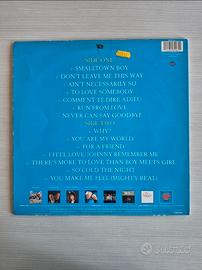 SIDE ONE
SMALLTOWN BOY
DON'T LEAVE ME THIS WAY
AIN'T NECESSARILY SO
TO LOVE SOMEBODY
COMMENT TE DIRE ADIEU
RUN FROM LOVE
NEVER CAN SAY GOODBYE
SIDE TWO
WHY?
YOU ARE MY WORLD
FOR A FRIEND
I FEEL LOVE/JOHNNY REMEMBER ME
THERE'S MORE TO LOVE THAN BOY MEETS GIRL
SO COLD THE NIGHT
YOU MAKE ME FEEL (MIGHTY REAL)
subito